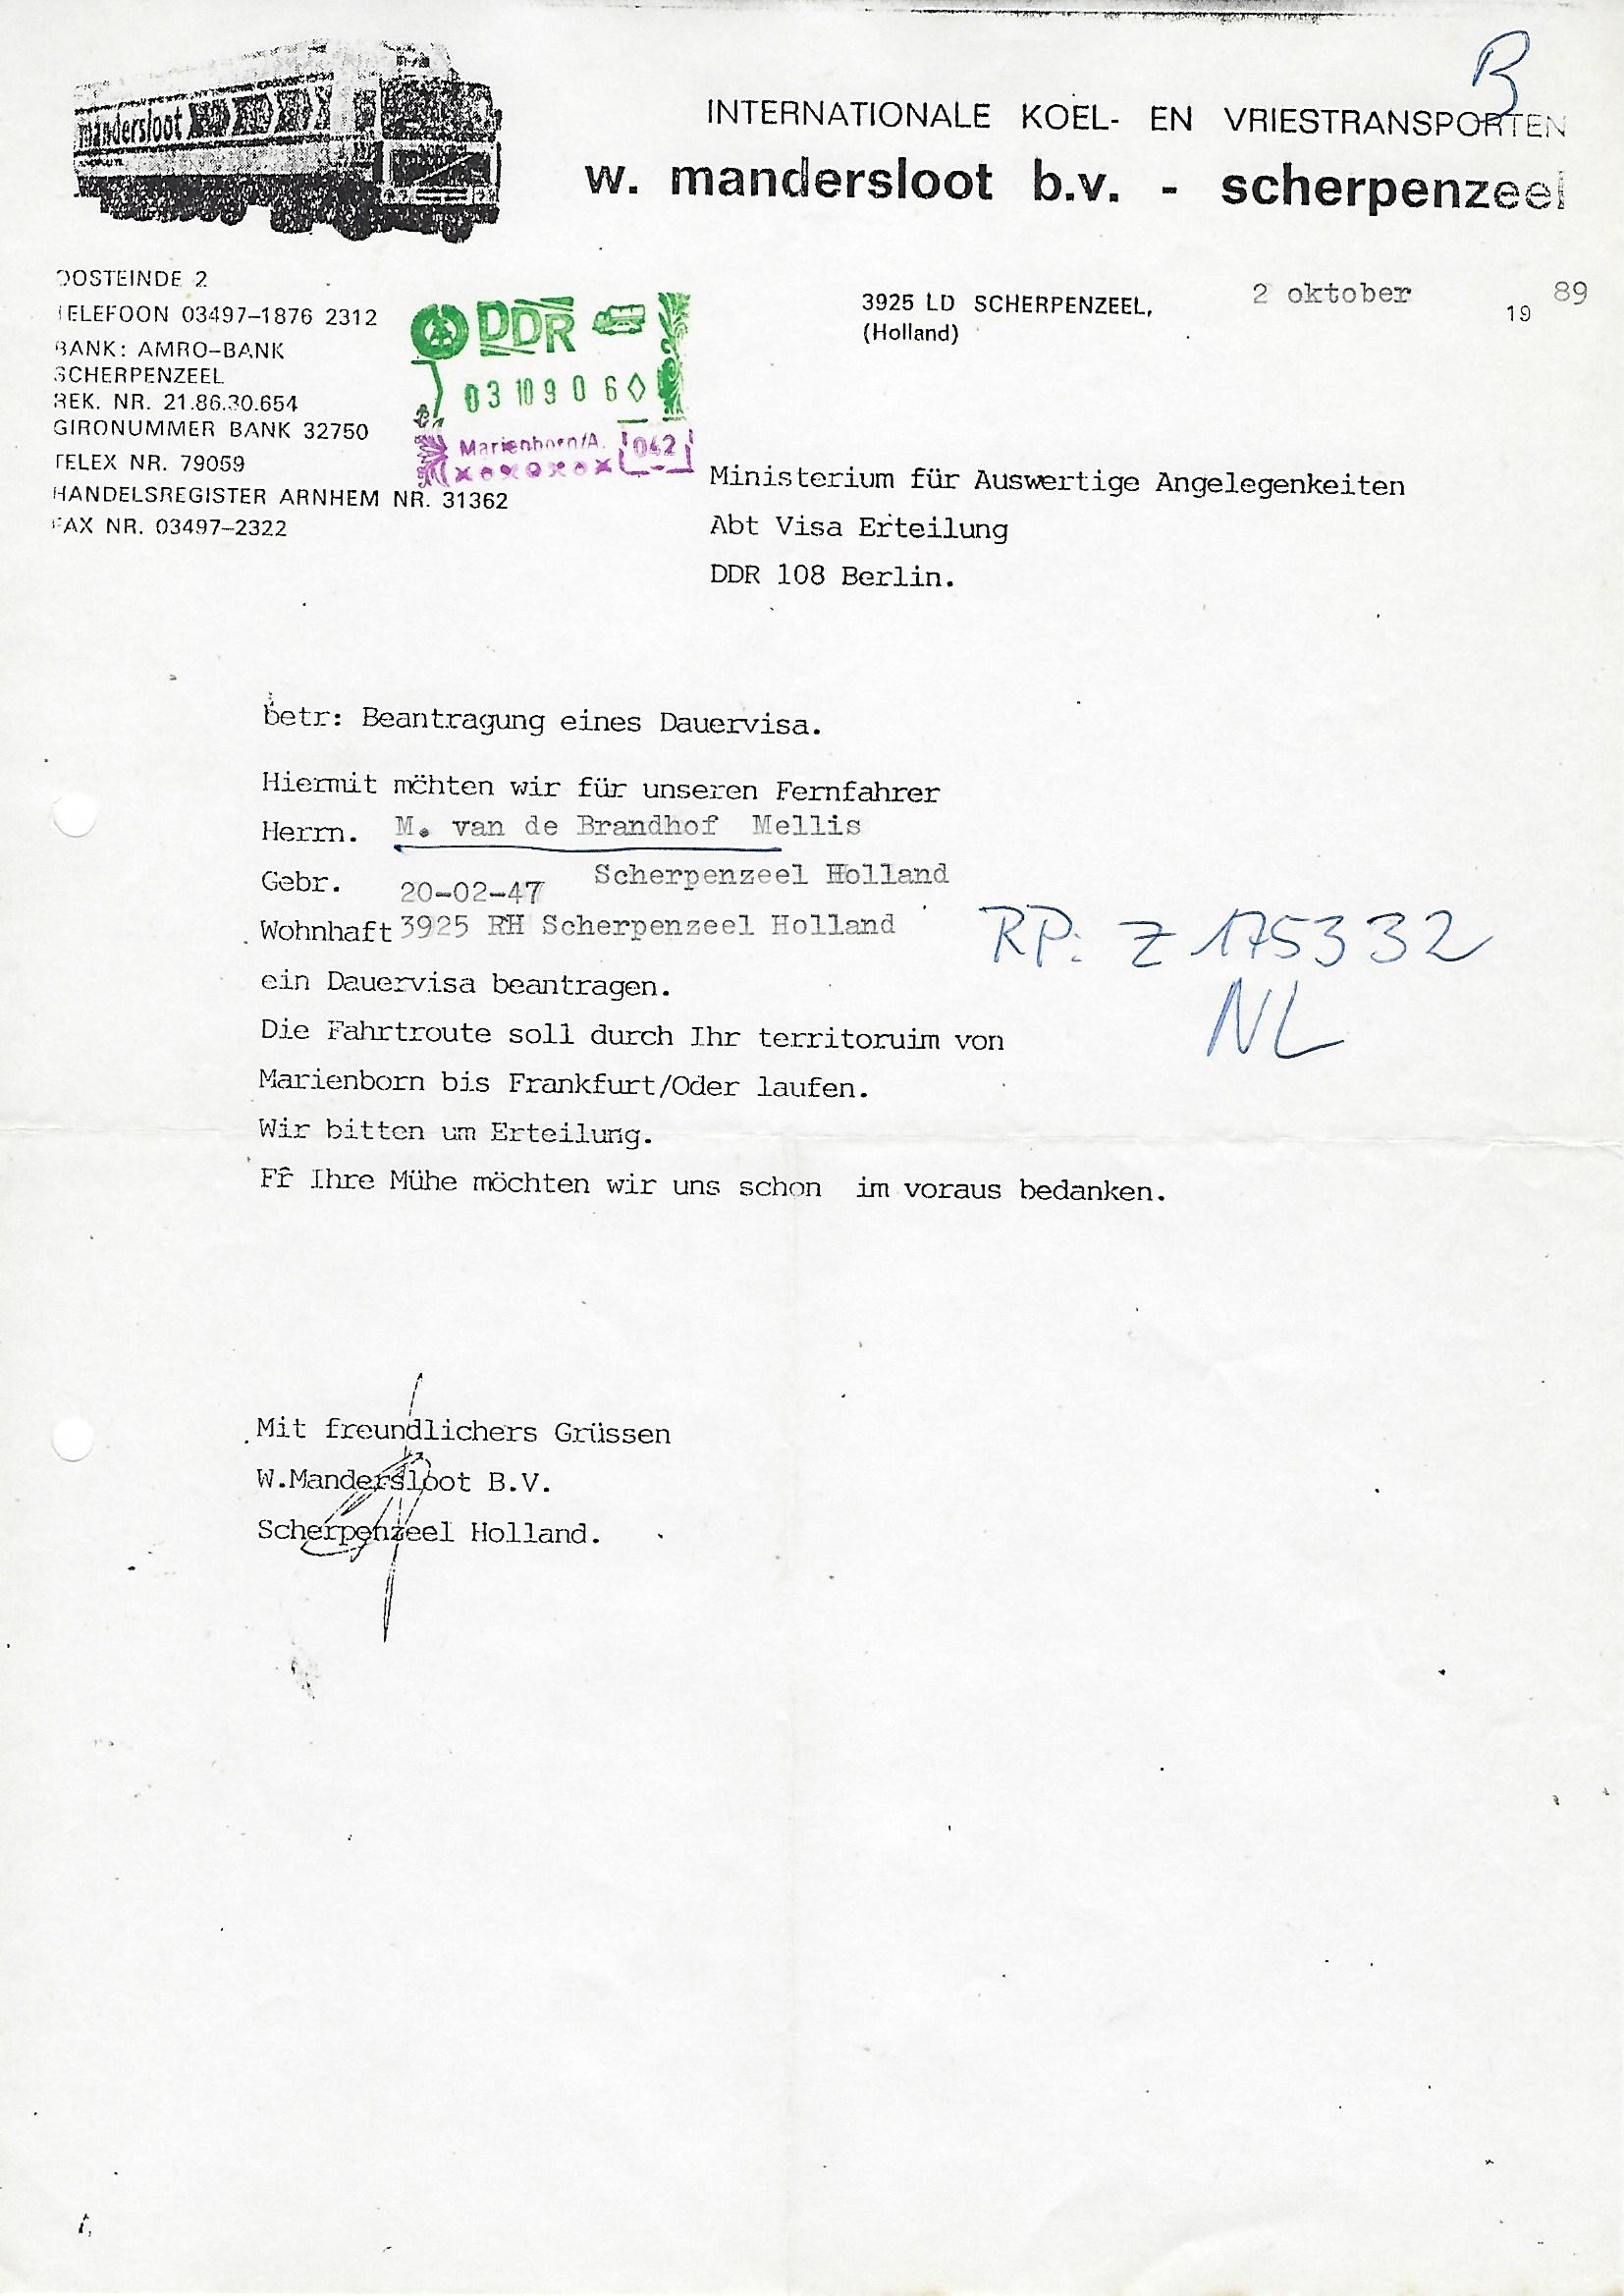 B
mandersloot
INTERNATIONALE KOEL- EN VRIESTRANSPORTEN
w. mandersloot b.v. - scherpenzeel
OOSTEINDE 2
TELEFOON 03497-1876 2312
BANK: AMRO-BANK
SCHERPENZEEL
REK. NR. 21.86.30.654
GIRONUMMER BANK 32750
TELEX NR. 79059
HANDELSREGISTER ARNHEM NR. 31362
FAX NR. 03497-2322
DDR
03 10 9 0 6 ◊
Marienborn/A. 042
3925 LD SCHERPENZEEL, 2 oktober 19 89
(Holland)
Ministerium für Auswertige Angelegenkeiten
Abt Visa Erteilung
DDR 108 Berlin.
betr: Beantragung eines Dauervisa.
Hiermit möhten wir für unseren Fernfahrer
Herrn. M. van de Brandhof Mellis
Gebr. 20-02-47 Scherpenzeel Holland
Wohnhaft 3925 RH Scherpenzeel Holland
RP: Z 175332
NL
ein Dauervisa beantragen.
Die Fahrtroute soll durch Ihr territoruim von
Marienborn bis Frankfurt/Oder laufen.
Wir bitten um Erteilung.
Fr̂ Ihre Mühe möchten wir uns schon im voraus bedanken.
Mit freundlichers Grüssen
W.Mandersloot B.V.
Scherpenzeel Holland.